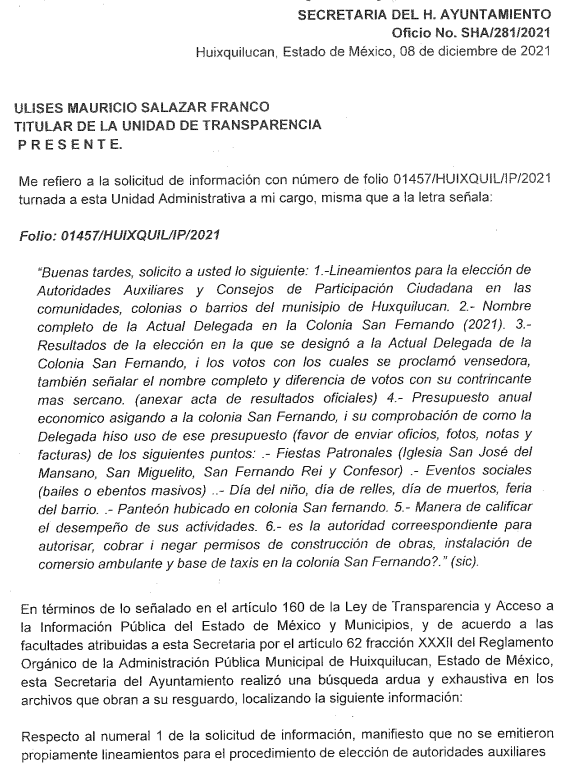 SECRETARIA DEL H. AYUNTAMIENTO
Oficio No. SHA/281/2021
Huixquilucan, Estado de México, 08 de diciembre de 2021
ULISES MAURICIO SALAZAR FRANCO
TITULAR DE LA UNIDAD DE TRANSPARENCIA
P R E S E N T E.
Me refiero a la solicitud de información con número de folio 01457/HUIXQUIL/IP/2021
turnada a esta Unidad Administrativa a mi cargo, misma que a la letra señala:
Folio: 01457/HUIXQUIL/IP/2021
"Buenas tardes, solicito a usted lo siguiente: 1.-Lineamientos para la elección de
Autoridades Auxiliares y Consejos de Participación Ciudadana en las
comunidades, colonias o barrios del munisipio de Huxquilucan. 2.- Nombre
completo de la Actual Delegada en la Colonia San Fernando (2021). 3.-
Resultados de la elección en la que se designó a la Actual Delegada de la
Colonia San Fernando, i los votos con los cuales se proclamó vensedora,
también señalar el nombre completo y diferencia de votos con su contrincante
mas sercano. (anexar acta de resultados oficiales) 4.- Presupuesto anual
economico asigando a la colonia San Fernando, i su comprobación de como la
Delegada hiso uso de ese presupuesto (favor de enviar oficios, fotos, notas y
facturas) de los siguientes puntos: .- Fiestas Patronales (Iglesia San José del
Mansano, San Miguelito, San Fernando Rei y Confesor) .- Eventos sociales
(bailes o ebentos masivos) ..- Día del niño, día de relles, día de muertos, feria
del barrio. .- Panteón hubicado en colonia San fernando. 5.- Manera de calificar
el desempeño de sus actividades. 6.- es la autoridad correespondiente para
autorisar, cobrar i negar permisos de construcción de obras, instalación de
comersio ambulante y base de taxis en la colonia San Fernando?." (sic).
En términos de lo señalado en el artículo 160 de la Ley de Transparencia y Acceso a
la Información Pública del Estado de México y Municipios, y de acuerdo a las
facultades atribuidas a esta Secretaria por el articulo 62 fracción XXXII del Reglamento
Orgánico de la Administración Pública Municipal de Huixquilucan, Estado de México,
esta Secretaria del Ayuntamiento realizó una búsqueda ardua y exhaustiva en los
archivos que obran a su resguardo, localizando la siguiente información:
Respecto al numeral 1 de la solicitud de información, manifiesto que no se emitieron
propiamente lineamientos para el procedimiento de elección de autoridades auxiliares